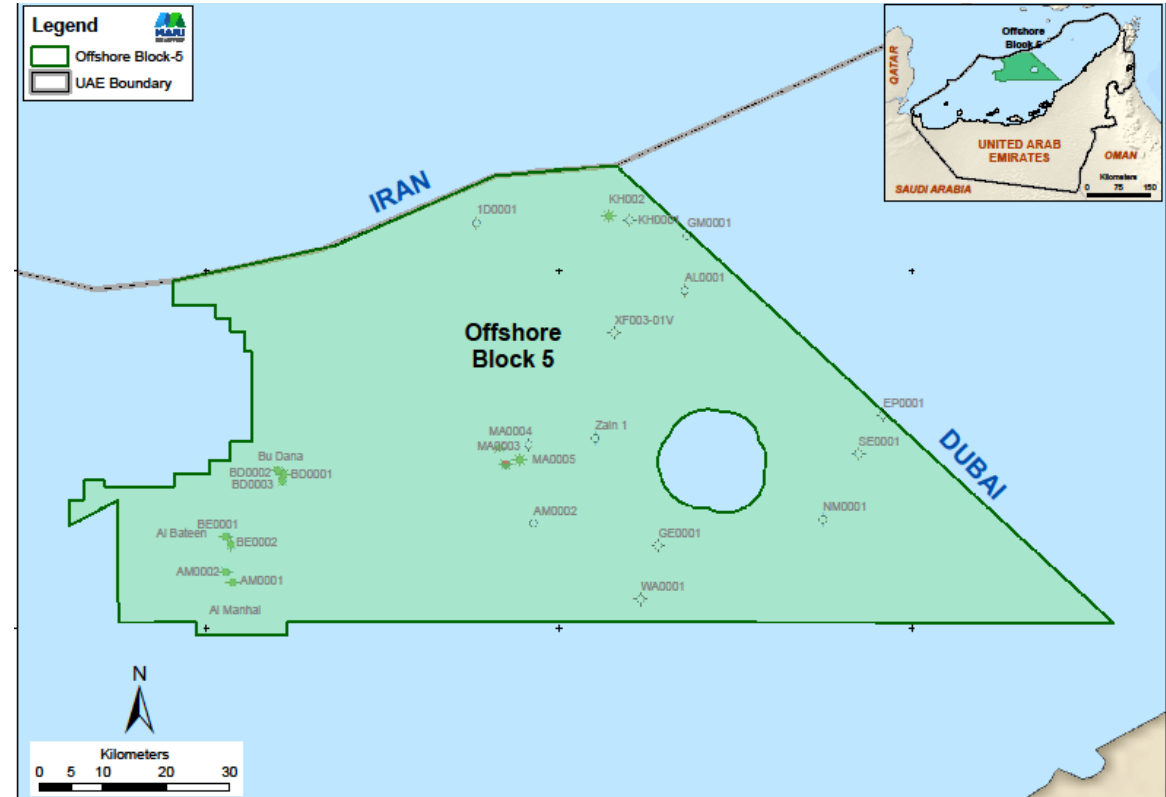 Legend
MARI
Offshore Block-5
UAE Boundary
Offshore
Block 5
QATAR
UNITED ARAB
EMIRATES
OMAN
SAUDI ARABIA
Kilometers
0 75 150
IRAN
1D0001
KH002
KH0001
GM0001
AL0001
XF003-01V
Offshore
Block 5
EP0001
DUBAI
SE0001
Zain 1
MA0004
MA0003
MA0005
Bu Dana
BD0002
BD0001
BD0003
AM0002
NM0001
BE0001
Al Bateen
BE0002
GE0001
AM0002
AM0001
WA0001
Al Manhal
N
Kilometers
0 5 10 20 30